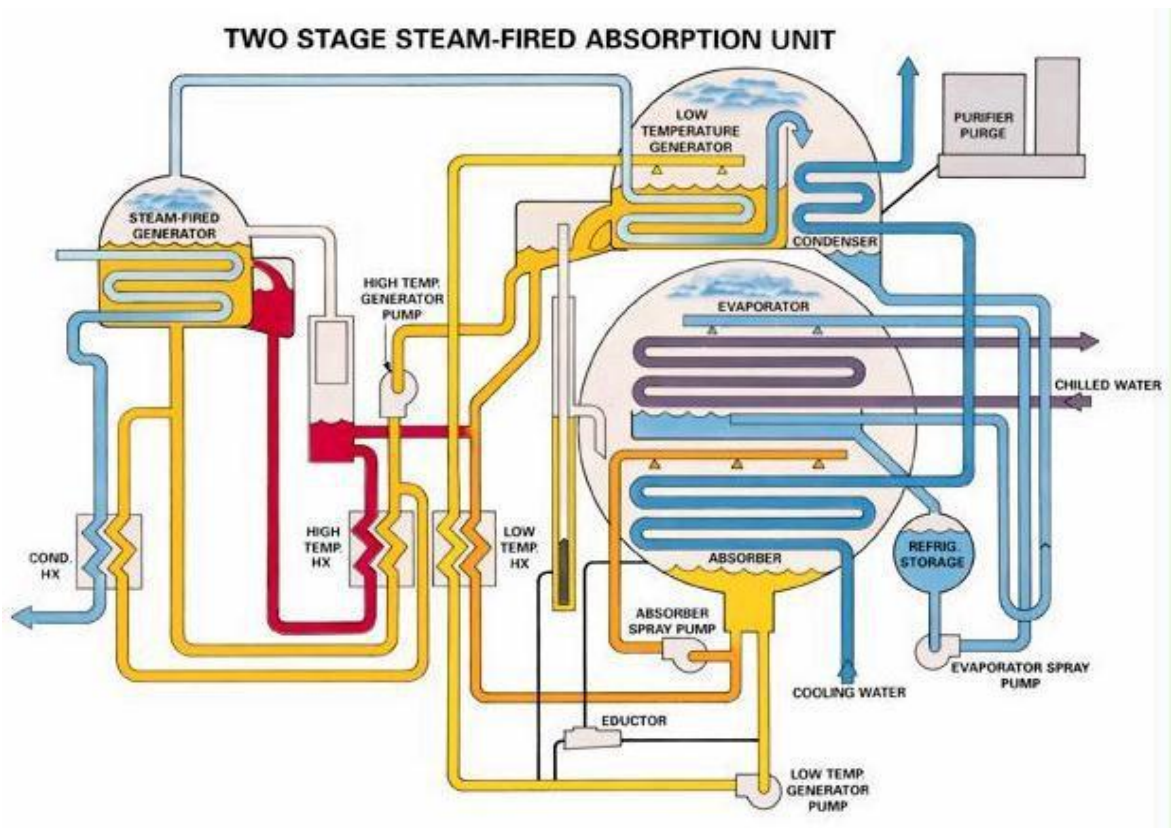 TWO STAGE STEAM-FIRED ABSORPTION UNIT
LOW
TEMPERATURE
GENERATOR
PURIFIER
PURGE
STEAM-FIRED
GENERATOR
CONDENSER
HIGH TEMP.
GENERATOR
PUMP
EVAPORATOR
CHILLED WATER
COND.
HX
HIGH
TEMP.
HX
LOW
TEMP.
HX
REFRIG.
STORAGE
ABSORBER
ABSORBER
SPRAY PUMP
EVAPORATOR SPRAY
PUMP
COOLING WATER
EDUCTOR
LOW TEMP.
GENERATOR
PUMP